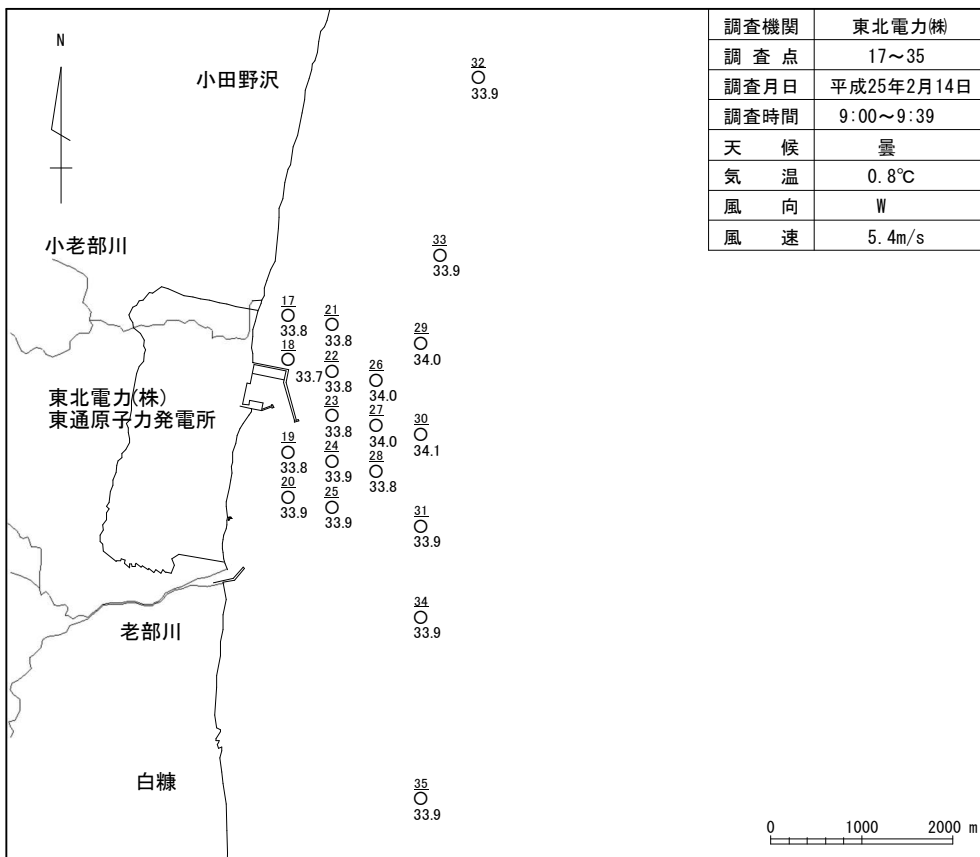 調査機関 東北電力㈱
調査点 17～35
調査月日 平成25年2月14日
調査時間 9:00～9:39
天候 曇
気温 0.8℃
風向 W
風速 5.4m/s
N
小田野沢
32
33.9
小老部川
33
33.9
17
33.8
21
33.8
18
33.7
29
34.0
22
33.8
26
34.0
東北電力(株)
東通原子力発電所
23
33.8
27
34.0
30
34.1
19
33.8
24
33.9
28
33.8
20
33.9
25
33.9
31
33.9
34
33.9
老部川
白糠
35
33.9
0 1000 2000 m